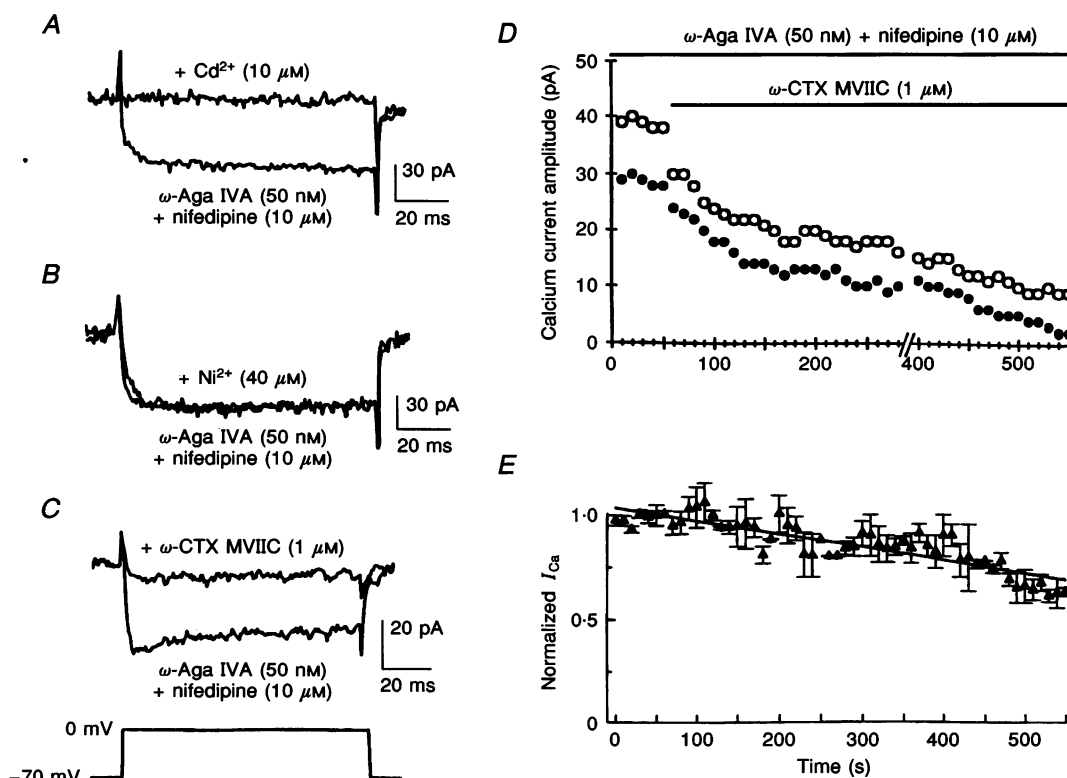 A
+ Cd²⁺ (10 μM)
30 pA
20 ms
ω-Aga IVA (50 nM)
+ nifedipine (10 μM)
B
+ Ni²⁺ (40 μM)
30 pA
20 ms
ω-Aga IVA (50 nM)
+ nifedipine (10 μM)
C
+ ω-CTX MVIIC (1 μM)
20 pA
20 ms
ω-Aga IVA (50 nM)
+ nifedipine (10 μM)
0 mV
−70 mV
D
ω-Aga IVA (50 nM) + nifedipine (10 μM)
ω-CTX MVIIC (1 μM)
Calcium current amplitude (pA)
50
40
30
20
10
0
0 100 200 400 500
E
Normalized I_Ca
1·0
0·5
0
0 100 200 300 400 500
Time (s)